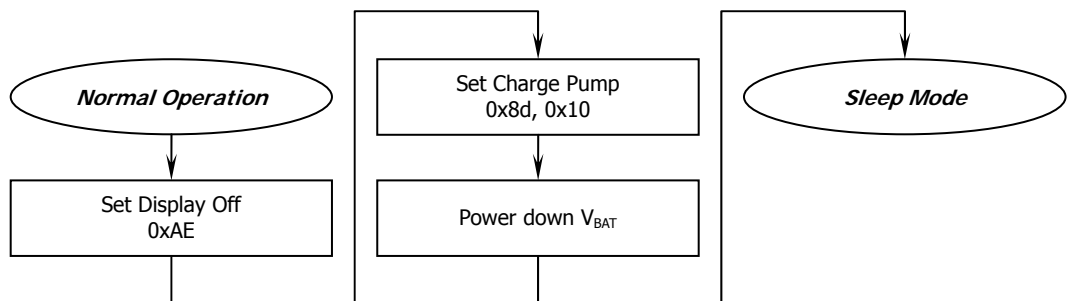 Normal Operation
Set Display Off
0xAE
Set Charge Pump
0x8d, 0x10
Power down VBAT
Sleep Mode